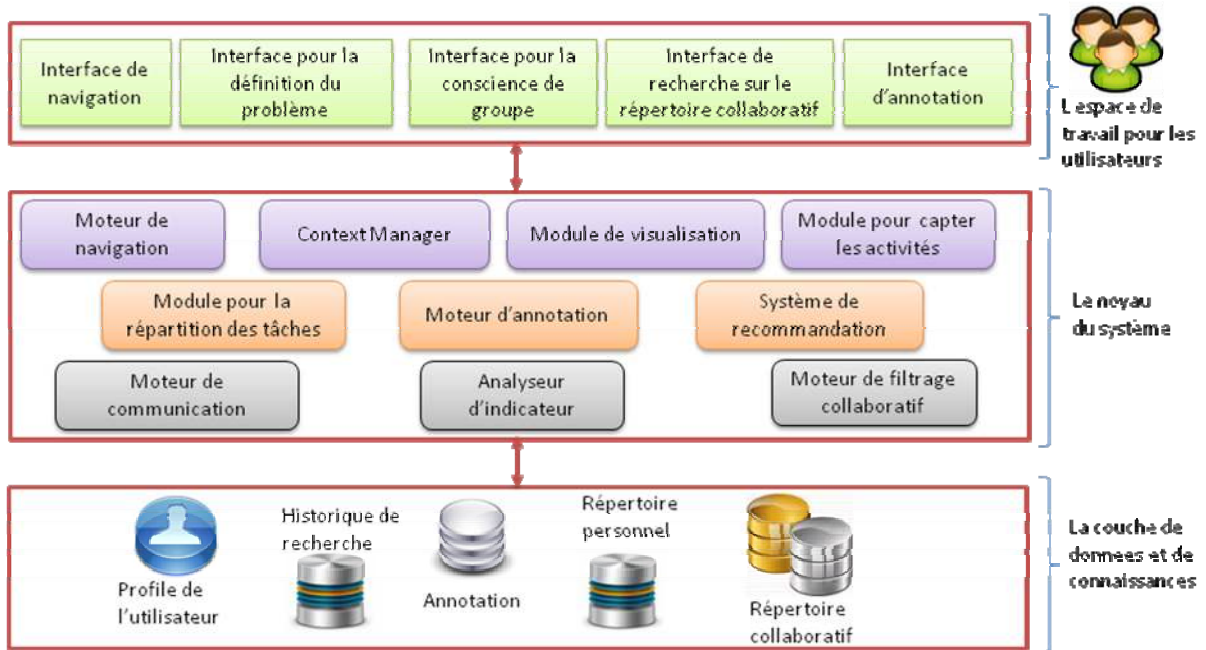 Interface de
navigation
Interface pour la
définition du
problème
Interface pour la
conscience de
groupe
Interface de
recherche sur le
répertoire collaboratif
Interface
d'annotation
L'espace de
travail pour les
utilisateurs
Moteur de
navigation
Context Manager
Module de visualisation
Module pour capter
les activités
Module pour la
répartition des tâches
Moteur d'annotation
Système de
recommandation
Moteur de
communication
Analyseur
d'indicateur
Moteur de filtrage
collaboratif
Le noyau
du système
Profile de
l'utilisateur
Historique de
recherche
Annotation
Répertoire
personnel
Répertoire
collaboratif
La couche de
donnees et de
connaissances